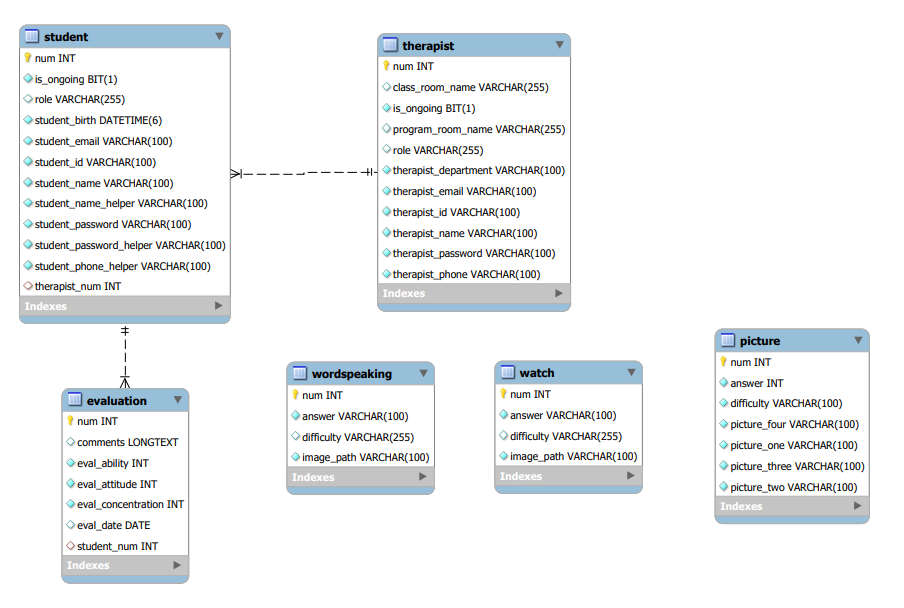 student
num INT
is_ongoing BIT(1)
role VARCHAR(255)
student_birth DATETIME(6)
student_email VARCHAR(100)
student_id VARCHAR(100)
student_name VARCHAR(100)
student_name_helper VARCHAR(100)
student_password VARCHAR(100)
student_password_helper VARCHAR(100)
student_phone_helper VARCHAR(100)
therapist_num INT
Indexes
therapist
num INT
class_room_name VARCHAR(255)
is_ongoing BIT(1)
program_room_name VARCHAR(255)
role VARCHAR(255)
therapist_department VARCHAR(100)
therapist_email VARCHAR(100)
therapist_id VARCHAR(100)
therapist_name VARCHAR(100)
therapist_password VARCHAR(100)
therapist_phone VARCHAR(100)
Indexes
evaluation
num INT
comments LONGTEXT
eval_ability INT
eval_attitude INT
eval_concentration INT
eval_date DATE
student_num INT
Indexes
wordspeaking
num INT
answer VARCHAR(100)
difficulty VARCHAR(255)
image_path VARCHAR(100)
Indexes
watch
num INT
answer VARCHAR(100)
difficulty VARCHAR(255)
image_path VARCHAR(100)
Indexes
picture
num INT
answer INT
difficulty VARCHAR(100)
picture_four VARCHAR(100)
picture_one VARCHAR(100)
picture_three VARCHAR(100)
picture_two VARCHAR(100)
Indexes